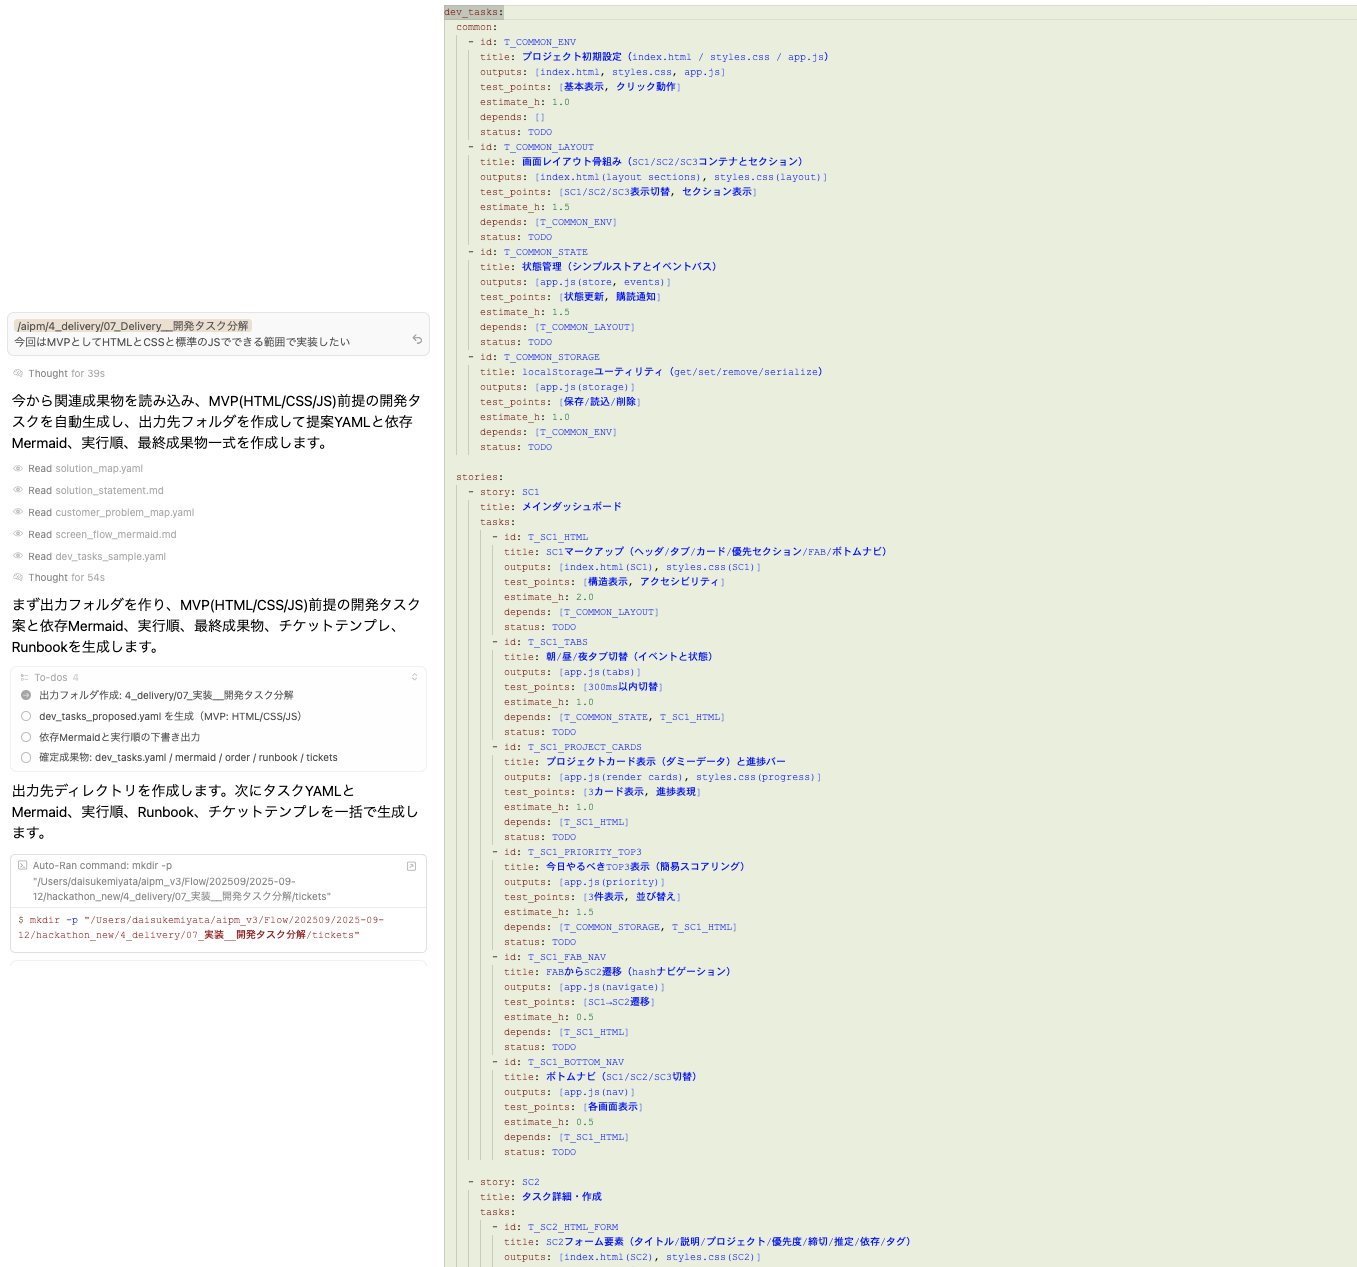 /aipm/4_delivery/07_Delivery__開発タスク分解
今回はMVPとしてHTMLとCSSと標準のJSでできる範囲で実装したい
Thought for 39s
今から関連成果物を読み込み、MVP(HTML/CSS/JS)前提の開発タ
スクを自動生成し、出力先フォルダを作成して提案YAMLと依存
Mermaid、実行順、最終成果物一式を作成します。
Read solution_map.yaml
Read solution_statement.md
Read customer_problem_map.yaml
Read screen_flow_mermaid.md
Read dev_tasks_sample.yaml
Thought for 54s
まず出力フォルダを作り、MVP(HTML/CSS/JS)前提の開発タスク
案と依存Mermaid、実行順、最終成果物、チケットテンプレ、
Runbookを生成します。
To-dos 4
出力フォルダ作成: 4_delivery/07_実装__開発タスク分解
dev_tasks_proposed.yaml を生成（MVP: HTML/CSS/JS）
依存Mermaidと実行順の下書き出力
確定成果物: dev_tasks.yaml / mermaid / order / runbook / tickets
出力先ディレクトリを作成します。次にタスクYAMLと
Mermaid、実行順、Runbook、チケットテンプレを一括で生成し
ます。
Auto-Ran command: mkdir -p
"/Users/daisukemiyata/aipm_v3/Flow/202509/2025-09-
12/hackathon_new/4_delivery/07_実装__開発タスク分解/tickets"
$ mkdir -p "/Users/daisukemiyata/aipm_v3/Flow/202509/2025-09-
12/hackathon_new/4_delivery/07_実装__開発タスク分解/tickets"
dev_tasks:
common:
- id: T_COMMON_ENV
title: プロジェクト初期設定（index.html / styles.css / app.js）
outputs: [index.html, styles.css, app.js]
test_points: [基本表示, クリック動作]
estimate_h: 1.0
depends: []
status: TODO
- id: T_COMMON_LAYOUT
title: 画面レイアウト骨組み（SC1/SC2/SC3コンテナとセクション）
outputs: [index.html(layout sections), styles.css(layout)]
test_points: [SC1/SC2/SC3表示切替, セクション表示]
estimate_h: 1.5
depends: [T_COMMON_ENV]
status: TODO
- id: T_COMMON_STATE
title: 状態管理（シンプルストアとイベントバス）
outputs: [app.js(store, events)]
test_points: [状態更新, 購読通知]
estimate_h: 1.5
depends: [T_COMMON_LAYOUT]
status: TODO
- id: T_COMMON_STORAGE
title: localStorageユーティリティ（get/set/remove/serialize）
outputs: [app.js(storage)]
test_points: [保存/読込/削除]
estimate_h: 1.0
depends: [T_COMMON_ENV]
status: TODO
stories:
- story: SC1
title: メインダッシュボード
tasks:
- id: T_SC1_HTML
title: SC1マークアップ（ヘッダ/タブ/カード/優先セクション/FAB/ボトムナビ）
outputs: [index.html(SC1), styles.css(SC1)]
test_points: [構造表示, アクセシビリティ]
estimate_h: 2.0
depends: [T_COMMON_LAYOUT]
status: TODO
- id: T_SC1_TABS
title: 朝/昼/夜タブ切替（イベントと状態）
outputs: [app.js(tabs)]
test_points: [300ms以内切替]
estimate_h: 1.0
depends: [T_COMMON_STATE, T_SC1_HTML]
status: TODO
- id: T_SC1_PROJECT_CARDS
title: プロジェクトカード表示（ダミーデータ）と進捗バー
outputs: [app.js(render cards), styles.css(progress)]
test_points: [3カード表示, 進捗表現]
estimate_h: 1.0
depends: [T_SC1_HTML]
status: TODO
- id: T_SC1_PRIORITY_TOP3
title: 今日やるべきTOP3表示（簡易スコアリング）
outputs: [app.js(priority)]
test_points: [3件表示, 並び替え]
estimate_h: 1.5
depends: [T_COMMON_STORAGE, T_SC1_HTML]
status: TODO
- id: T_SC1_FAB_NAV
title: FABからSC2遷移（hashナビゲーション）
outputs: [app.js(navigate)]
test_points: [SC1→SC2遷移]
estimate_h: 0.5
depends: [T_SC1_HTML]
status: TODO
- id: T_SC1_BOTTOM_NAV
title: ボトムナビ（SC1/SC2/SC3切替）
outputs: [app.js(nav)]
test_points: [各画面表示]
estimate_h: 0.5
depends: [T_SC1_HTML]
status: TODO
- story: SC2
title: タスク詳細・作成
tasks:
- id: T_SC2_HTML_FORM
title: SC2フォーム要素（タイトル/説明/プロジェクト/優先度/締切/推定/依存/タグ）
outputs: [index.html(SC2), styles.css(SC2)]